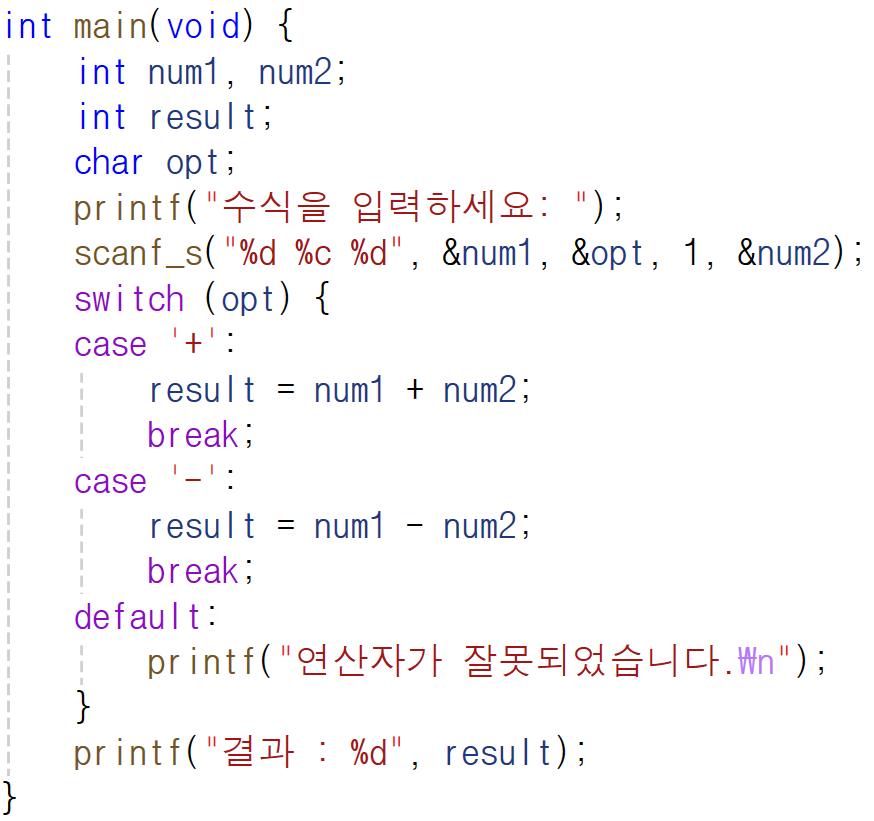 int main(void) {
int num1, num2;
int result;
char opt;
printf("수식을 입력하세요: ");
scanf_s("%d %c %d", &num1, &opt, 1, &num2);
switch (opt) {
case '+':
result = num1 + num2;
break;
case '-':
result = num1 - num2;
break;
default:
printf("연산자가 잘못되었습니다.₩n");
}
printf("결과 : %d", result);
}